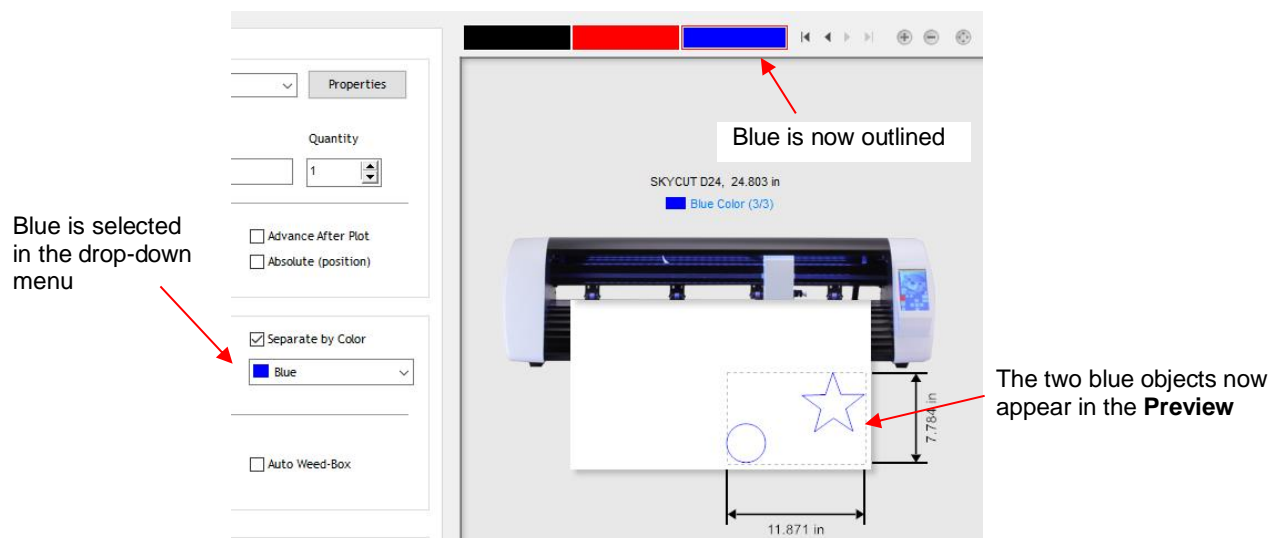 Properties
Blue is now outlined
Quantity
1
SKYCUT D24, 24.803 in
Blue Color (3/3)
Blue is selected
in the drop-down
menu
Advance After Plot
Absolute (position)
Separate by Color
Blue
The two blue objects now
appear in the Preview
7.784 in
Auto Weed-Box
11.871 in